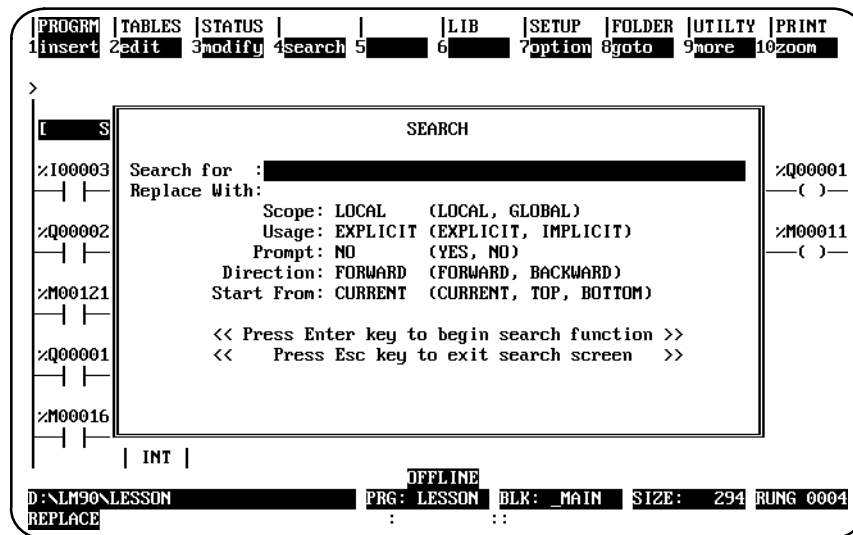 PROGRM |TABLES |STATUS | | |LIB |SETUP |FOLDER |UTILTY |PRINT
1insert 2edit 3modify 4search 5 6 7option 8goto 9more 10zoom
>
[ S
SEARCH
%I00003
Search for :
%Q00001
Replace With:
Scope: LOCAL (LOCAL, GLOBAL)
%Q00002
Usage: EXPLICIT (EXPLICIT, IMPLICIT)
%M00011
Prompt: NO (YES, NO)
Direction: FORWARD (FORWARD, BACKWARD)
%M00121
Start From: CURRENT (CURRENT, TOP, BOTTOM)
<< Press Enter key to begin search function >>
%Q00001
<< Press Esc key to exit search screen >>
%M00016
| INT |
OFFLINE
D:\LM90\LESSON PRG: LESSON BLK: _MAIN SIZE: 294 RUNG 0004
REPLACE : ::